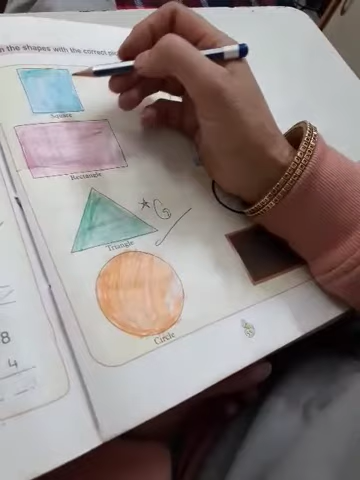 the shapes with the correct
Square
Rectangle
Triangle
Circle
8
4